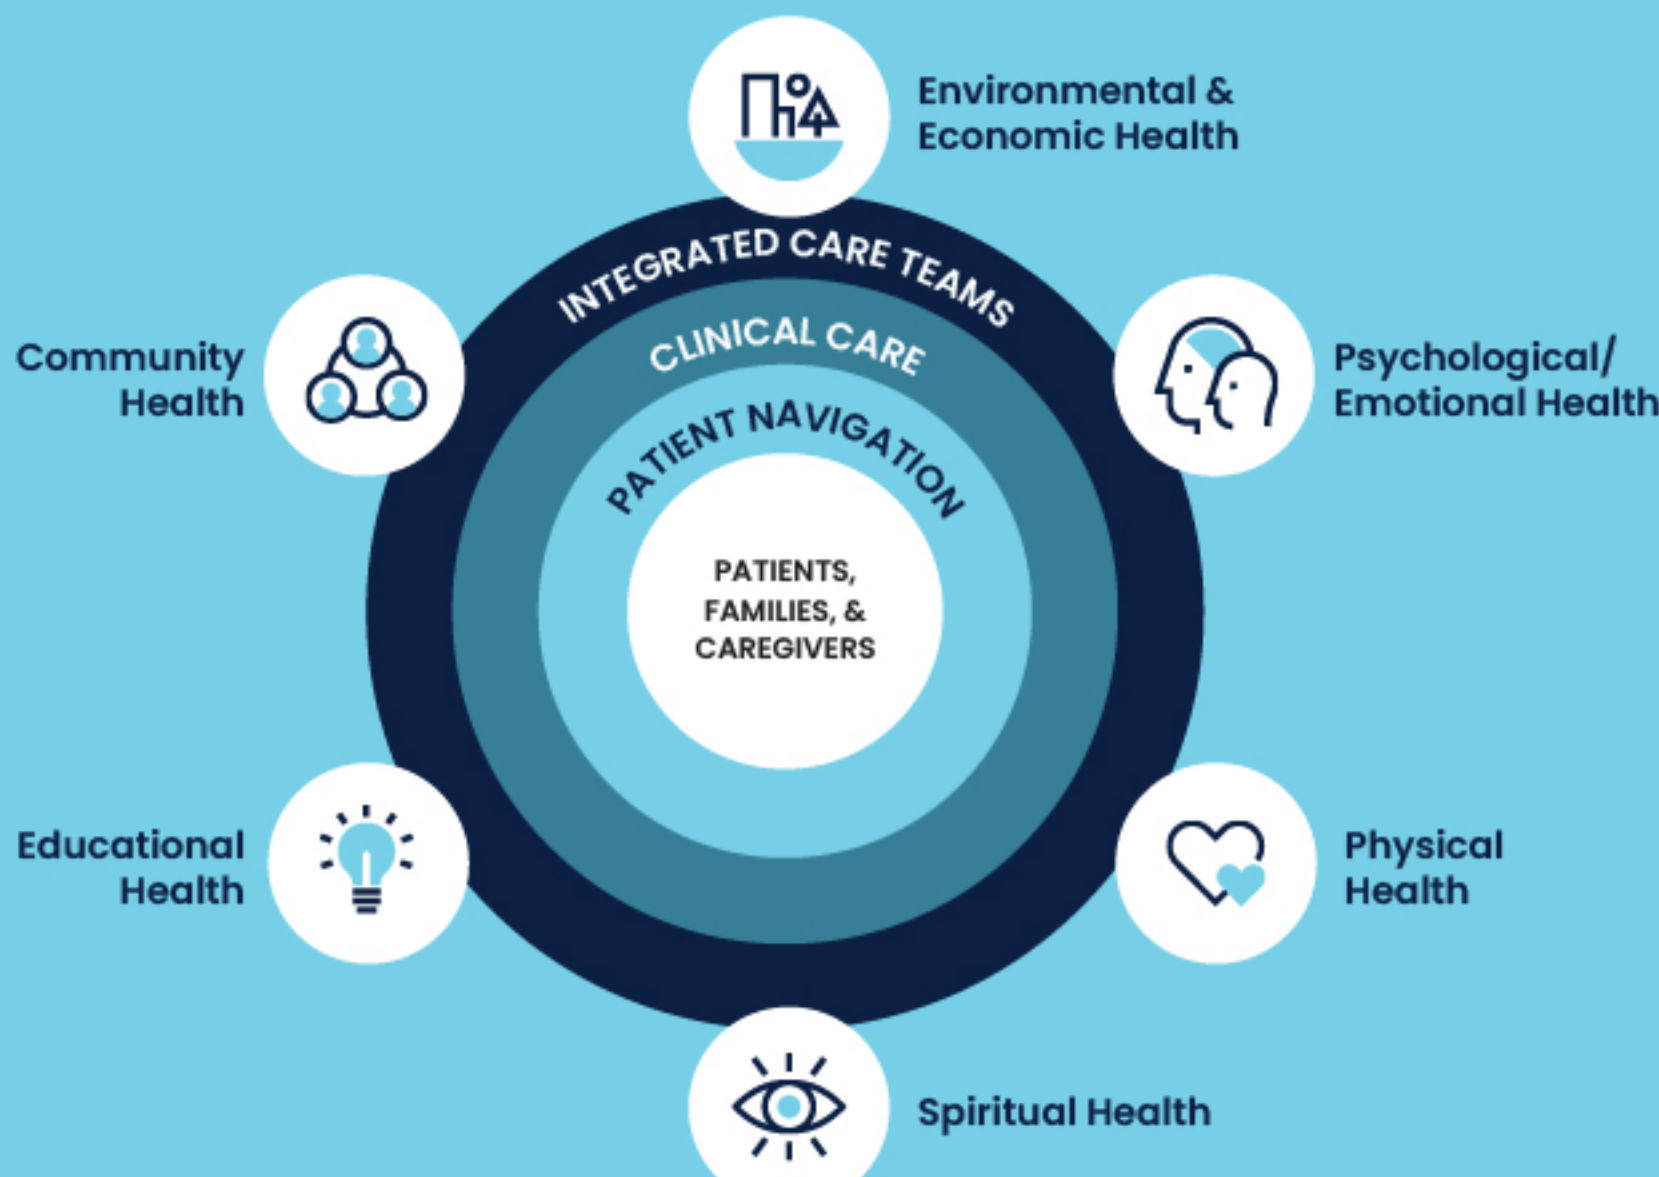 Environmental &
Economic Health
INTEGRATED CARE TEAMS
CLINICAL CARE
PATIENT NAVIGATION
PATIENTS,
FAMILIES, &
CAREGIVERS
Community
Health
Psychological/
Emotional Health
Educational
Health
Physical
Health
Spiritual Health